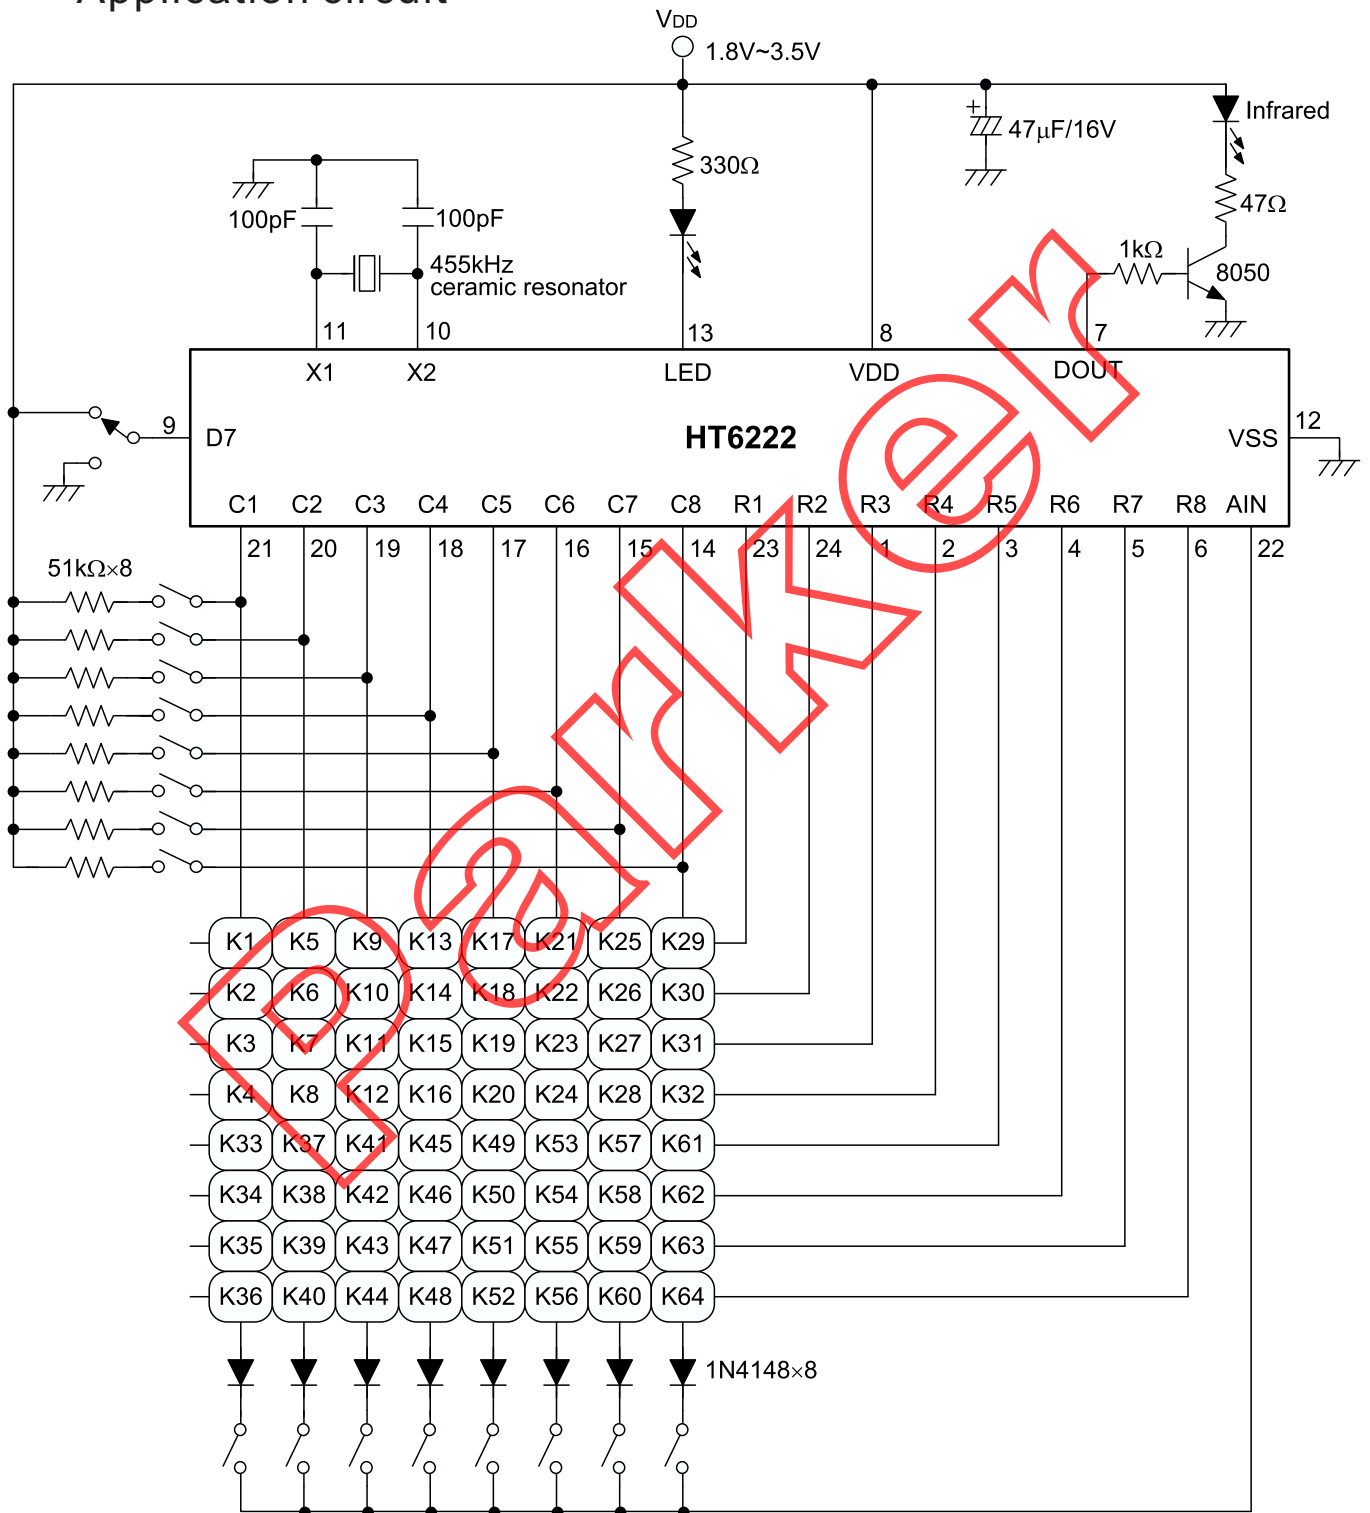 Application circuit
VDD
1.8V~3.5V
Infrared
47μF/16V
330Ω
47Ω
100pF
100pF
1kΩ
8050
455kHz
ceramic resonator
11 10 13 8 7
X1 X2 LED VDD DOUT
9 D7 HT6222 VSS 12
C1 C2 C3 C4 C5 C6 C7 C8 R1 R2 R3 R4 R5 R6 R7 R8 AIN
21 20 19 18 17 16 15 14 23 24 1 2 3 4 5 6 22
51kΩ×8
K1 K5 K9 K13 K17 K21 K25 K29
K2 K6 K10 K14 K18 K22 K26 K30
K3 K7 K11 K15 K19 K23 K27 K31
K4 K8 K12 K16 K20 K24 K28 K32
K33 K37 K41 K45 K49 K53 K57 K61
K34 K38 K42 K46 K50 K54 K58 K62
K35 K39 K43 K47 K51 K55 K59 K63
K36 K40 K44 K48 K52 K56 K60 K64
1N4148×8
Parker